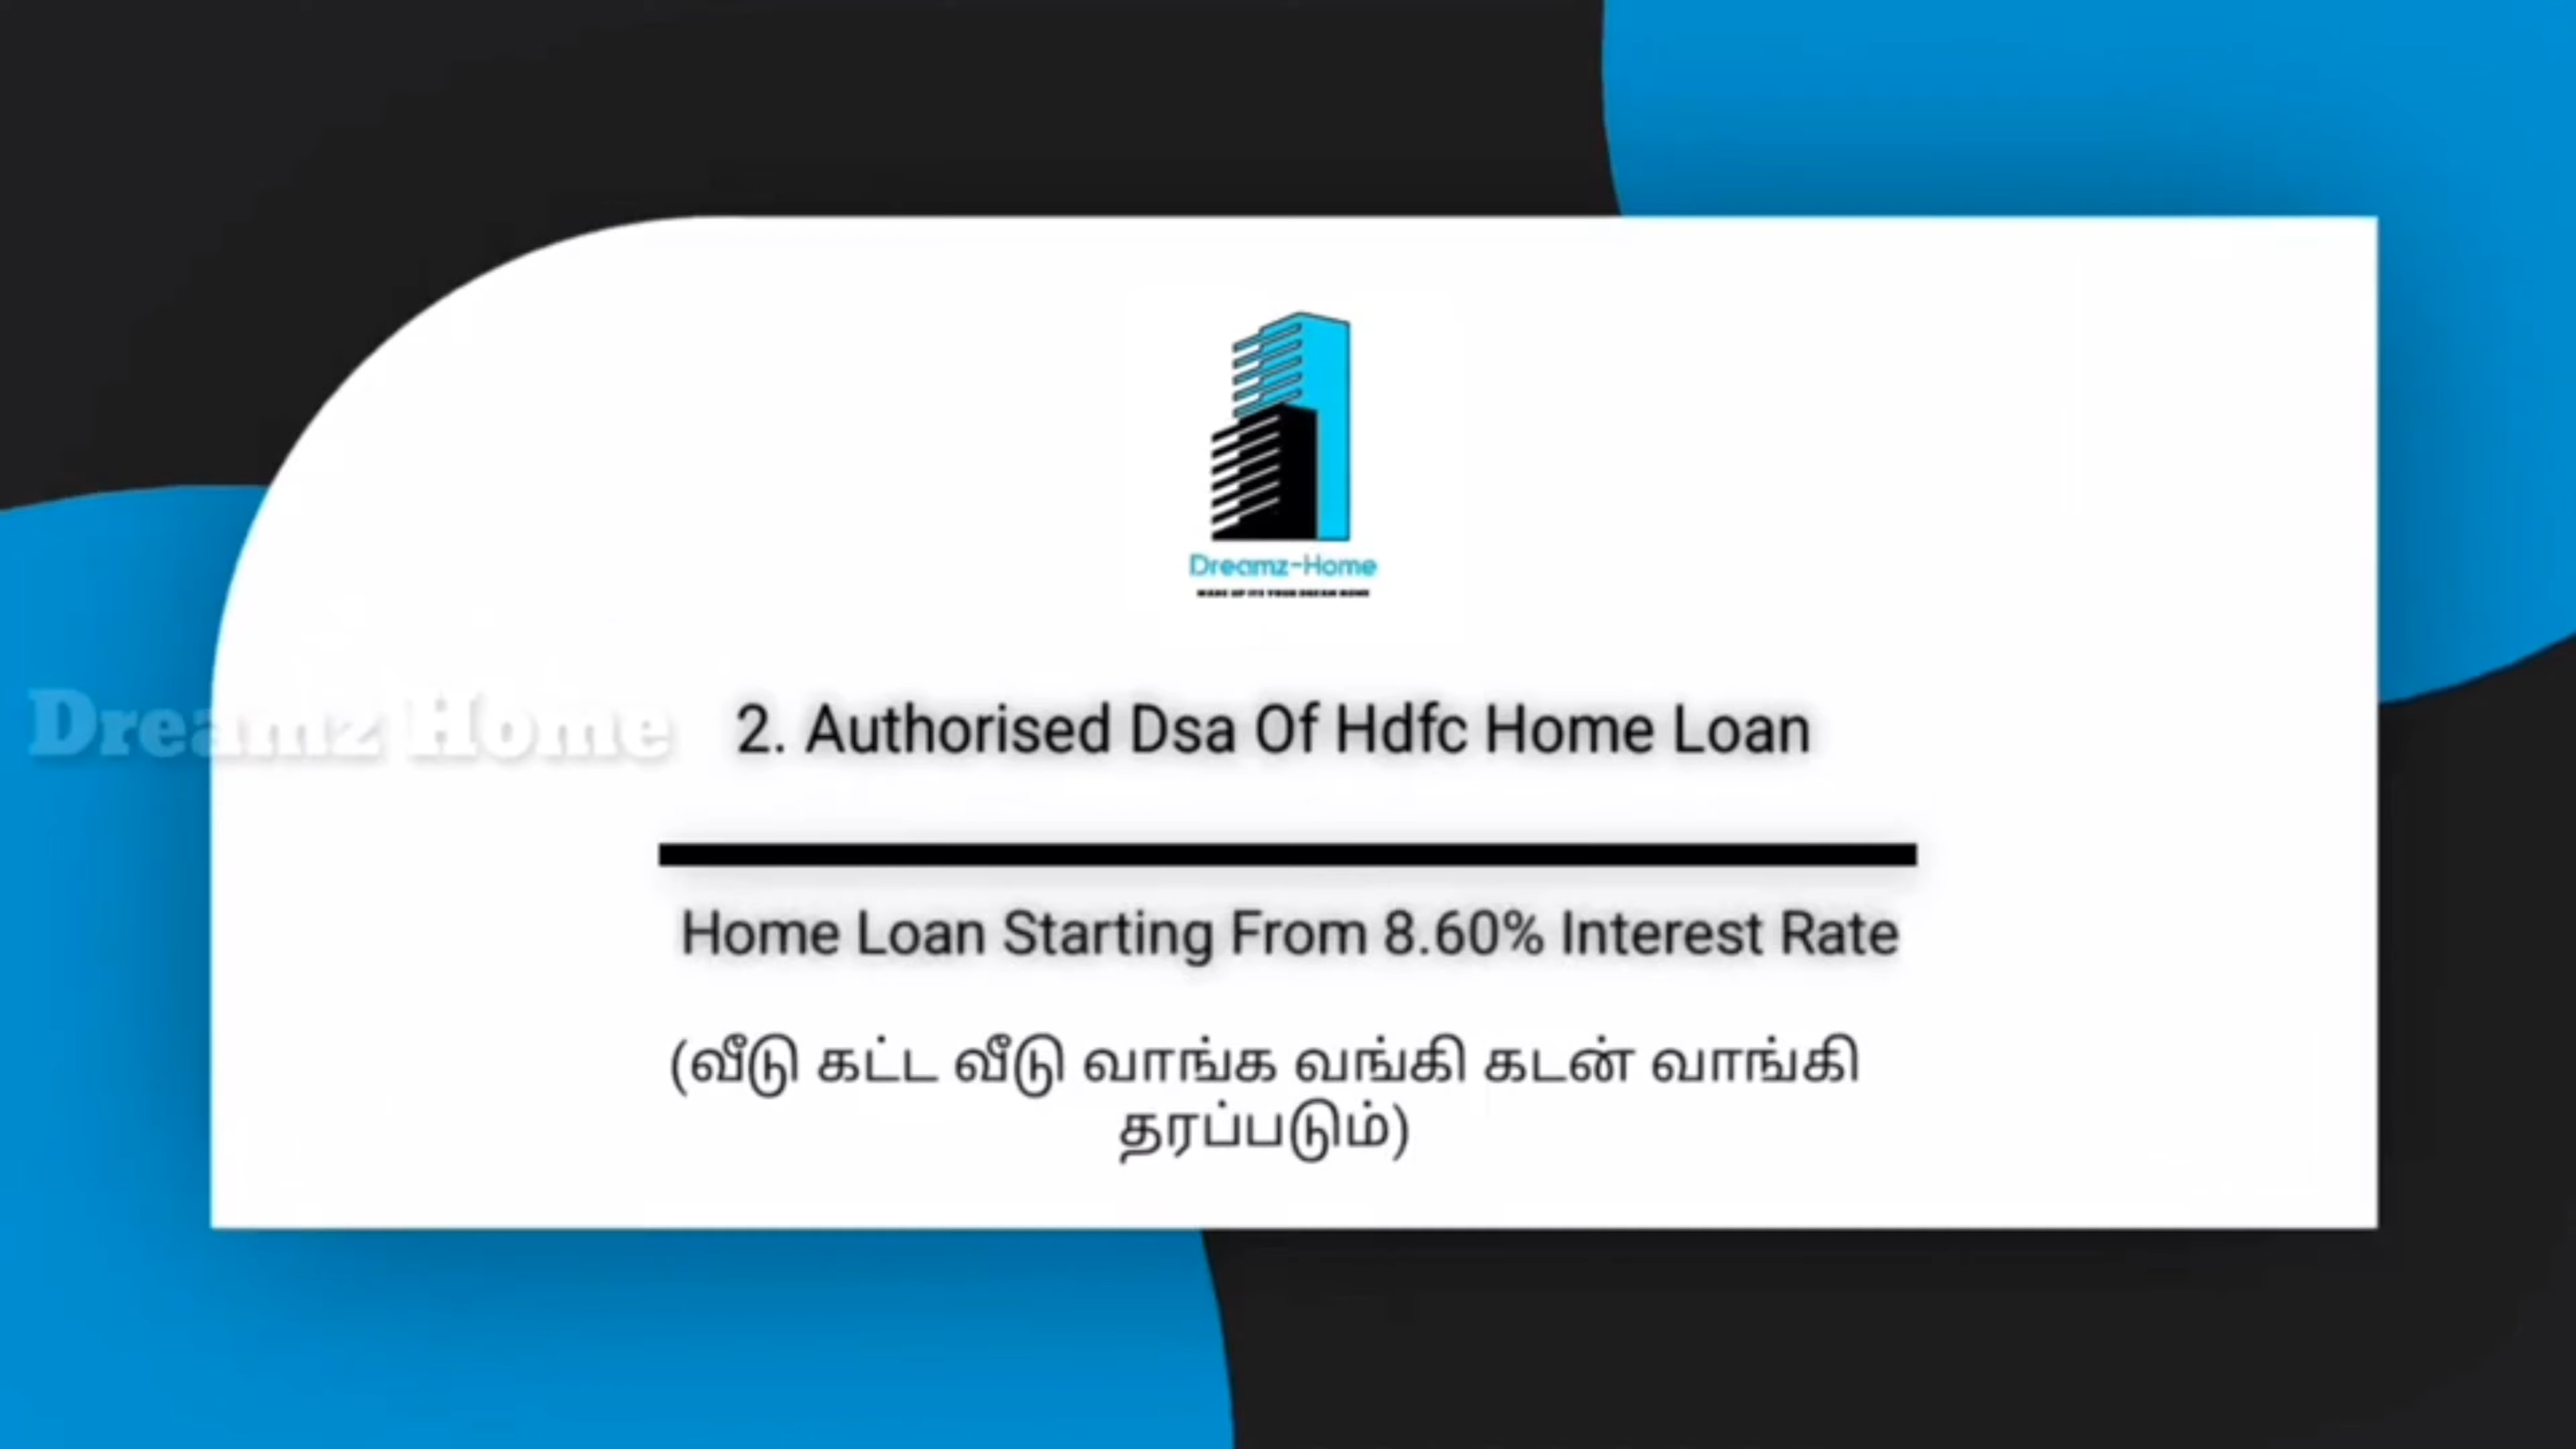 Dreamz-Home
Dreamz Home
2. Authorised Dsa Of Hdfc Home Loan
Home Loan Starting From 8.60% Interest Rate
(வீடு கட்ட வீடு வாங்க வங்கி கடன் வாங்கி
தரப்படும்)